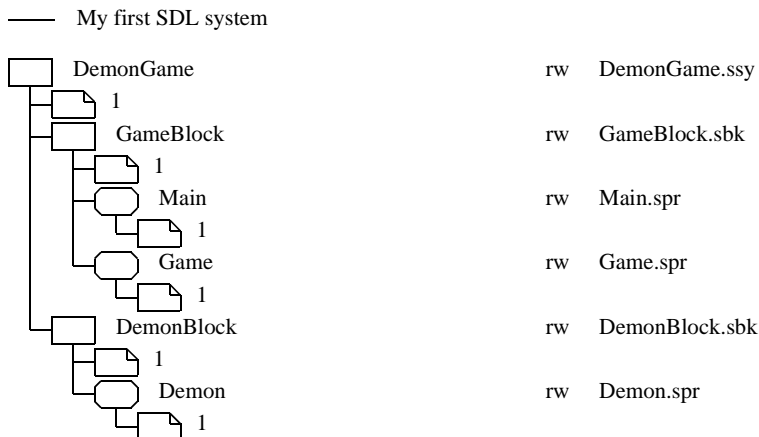 My first SDL system
DemonGame rw DemonGame.ssy
1
GameBlock rw GameBlock.sbk
1
Main rw Main.spr
1
Game rw Game.spr
1
DemonBlock rw DemonBlock.sbk
1
Demon rw Demon.spr
1